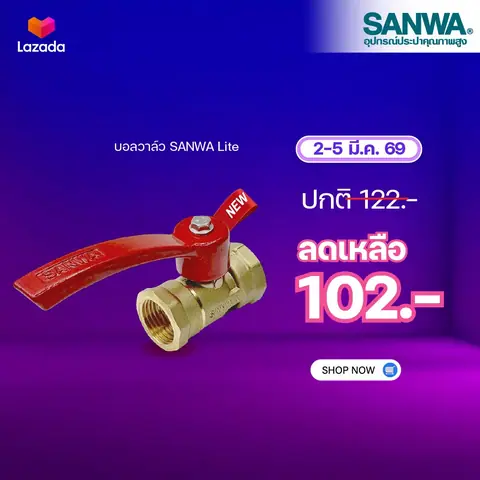 Lazada
SANWA®
อุปกรณ์ประปาคุณภาพสูง
บอลวาล์ว SANWA Lite
2-5 มี.ค. 69
NEW
ปกติ 122.-
SANWA
ลดเหลือ
102.-
SHOP NOW